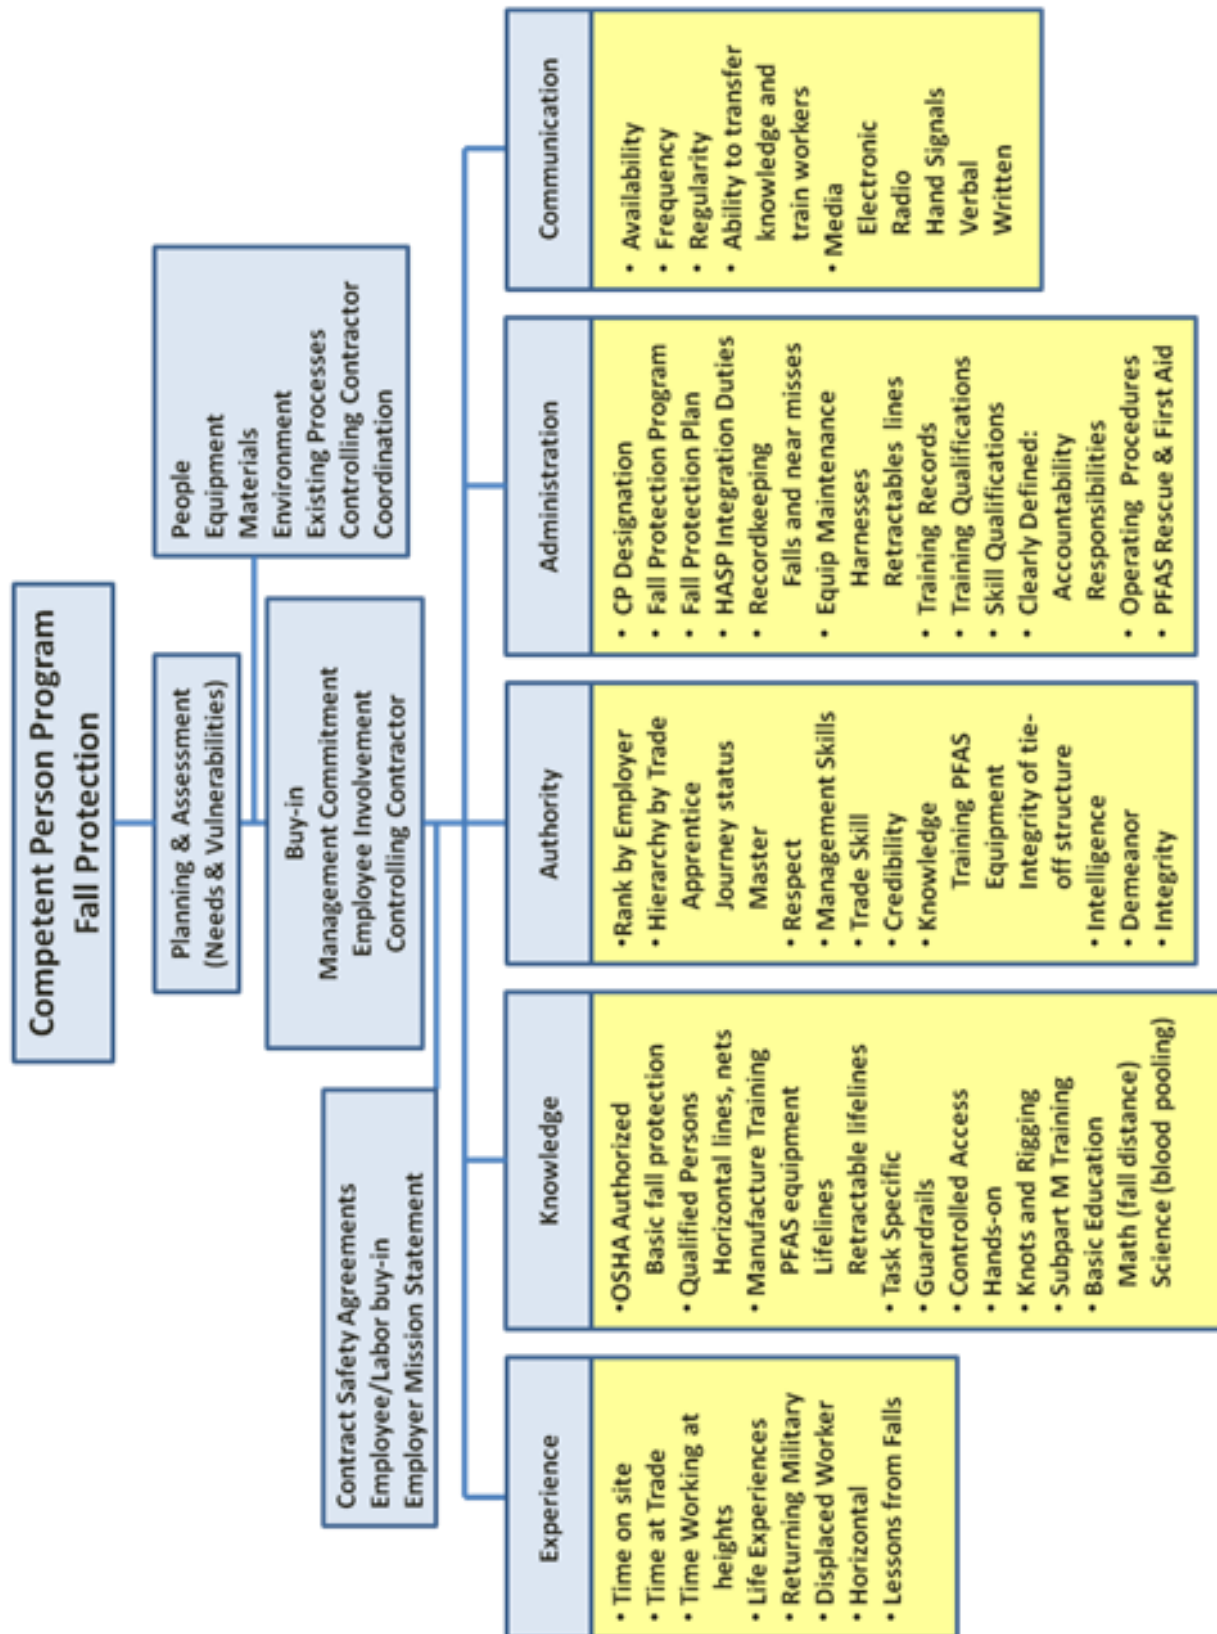 Competent Person Program
Fall Protection
Planning & Assessment
(Needs & Vulnerabilities)
People
Equipment
Materials
Environment
Existing Processes
Controlling Contractor
Coordination
Buy-in
Management Commitment
Employee Involvement
Controlling Contractor
Contract Safety Agreements
Employee/Labor buy-in
Employer Mission Statement
Experience
• Time on site
• Time at Trade
• Time Working at
heights
• Life Experiences
• Returning Military
• Displaced Worker
• Horizontal
• Lessons from Falls
Knowledge
•OSHA Authorized
Basic fall protection
• Qualified Persons
Horizontal lines, nets
• Manufacture Training
PFAS equipment
Lifelines
Retractable lifelines
• Task Specific
• Guardrails
• Controlled Access
• Hands-on
• Knots and Rigging
• Subpart M Training
• Basic Education
Math (fall distance)
Science (blood pooling)
Authority
•Rank by Employer
• Hierarchy by Trade
Apprentice
Journey status
Master
• Respect
• Management Skills
• Trade Skill
• Credibility
• Knowledge
Training PFAS
Equipment
Integrity of tie-
off structure
• Intelligence
• Demeanor
• Integrity
Administration
• CP Designation
• Fall Protection Program
• Fall Protection Plan
• HASP Integration Duties
• Recordkeeping
Falls and near misses
• Equip Maintenance
Harnesses
Retractables lines
• Training Records
• Training Qualifications
• Skill Qualifications
• Clearly Defined:
Accountability
Responsibilities
• Operating Procedures
• PFAS Rescue & First Aid
Communication
• Availability
• Frequency
• Regularity
• Ability to transfer
knowledge and
train workers
• Media
Electronic
Radio
Hand Signals
Verbal
Written